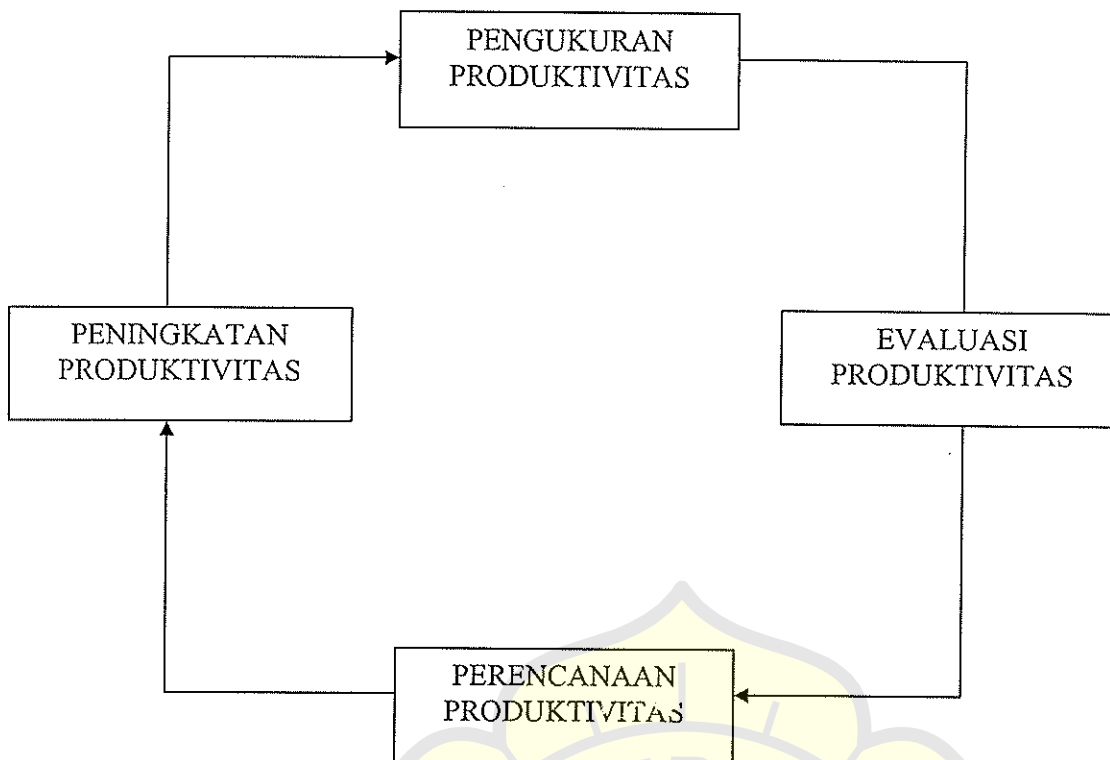 PENGUKURAN
PRODUKTIVITAS
PENINGKATAN
PRODUKTIVITAS
EVALUASI
PRODUKTIVITAS
PERENCANAAN
PRODUKTIVITAS